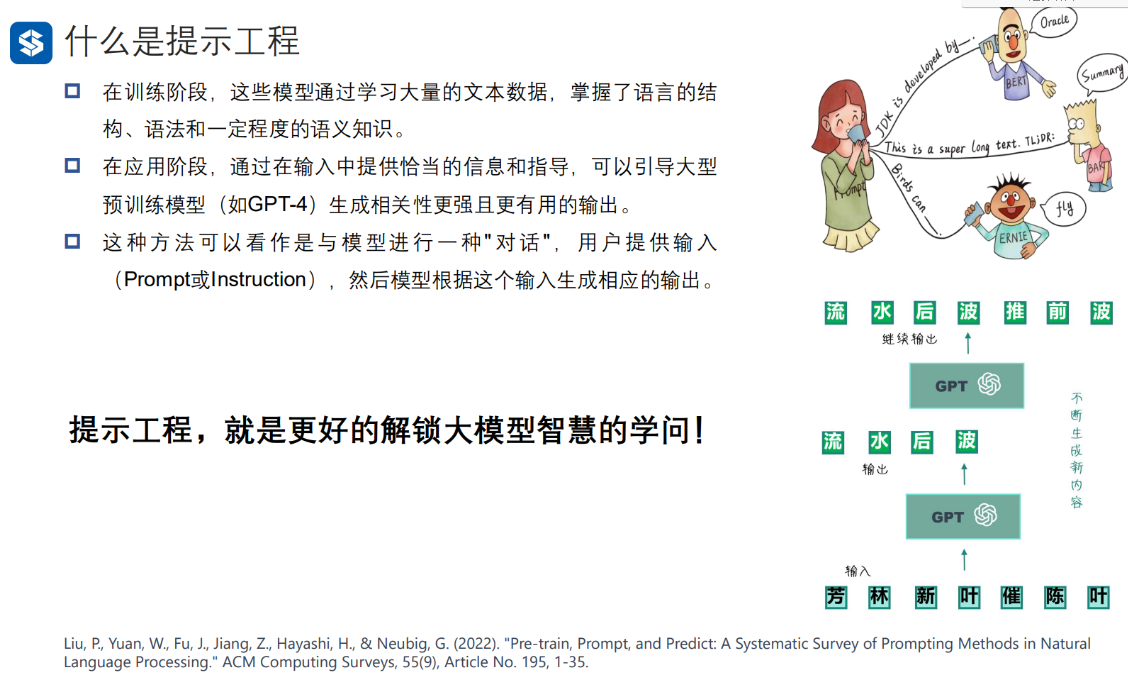 什么是提示工程
在训练阶段，这些模型通过学习大量的文本数据，掌握了语言的结
构、语法和一定程度的语义知识。
在应用阶段，通过在输入中提供恰当的信息和指导，可以引导大型
预训练模型（如GPT-4）生成相关性更强且更有用的输出。
这种方法可以看作是与模型进行一种"对话"，用户提供输入
（Prompt或Instruction），然后模型根据这个输入生成相应的输出。
提示工程，就是更好的解锁大模型智慧的学问！
Oracle
JDK is developed by
BERT
Summary
This is a super long text. TL;DR:
BAR
Prompt
Birds can
fly
ERNIE
流 水 后 波 推 前 波
继续输出
GPT
不断生成新内容
流 水 后 波
输出
GPT
输入
芳 林 新 叶 催 陈 叶
Liu, P., Yuan, W., Fu, J., Jiang, Z., Hayashi, H., & Neubig, G. (2022). "Pre-train, Prompt, and Predict: A Systematic Survey of Prompting Methods in Natural
Language Processing." ACM Computing Surveys, 55(9), Article No. 195, 1-35.